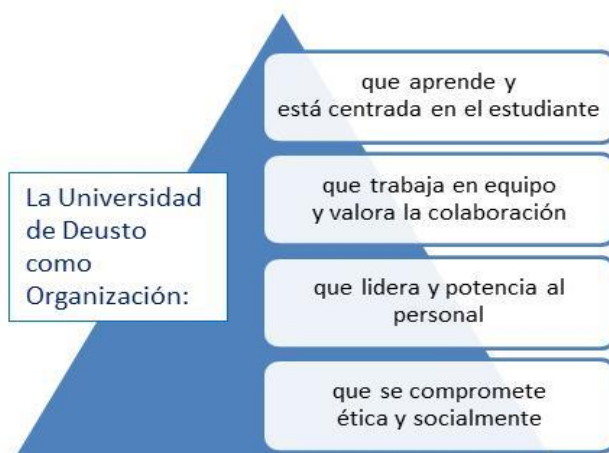 La Universidad
de Deusto
como
Organización:
que aprende y
está centrada en el estudiante
que trabaja en equipo
y valora la colaboración
que lidera y potencia al
personal
que se compromete
ética y socialmente